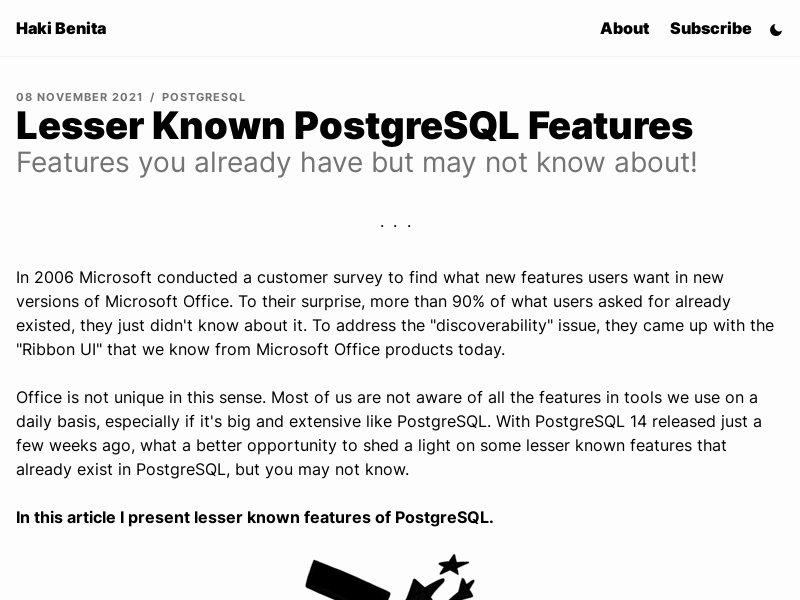 Haki Benita
About Subscribe
08 NOVEMBER 2021 / POSTGRESQL
Lesser Known PostgreSQL Features
Features you already have but may not know about!
. . .
In 2006 Microsoft conducted a customer survey to find what new features users want in new
versions of Microsoft Office. To their surprise, more than 90% of what users asked for already
existed, they just didn't know about it. To address the "discoverability" issue, they came up with the
"Ribbon UI" that we know from Microsoft Office products today.
Office is not unique in this sense. Most of us are not aware of all the features in tools we use on a
daily basis, especially if it's big and extensive like PostgreSQL. With PostgreSQL 14 released just a
few weeks ago, what a better opportunity to shed a light on some lesser known features that
already exist in PostgreSQL, but you may not know.
In this article I present lesser known features of PostgreSQL.